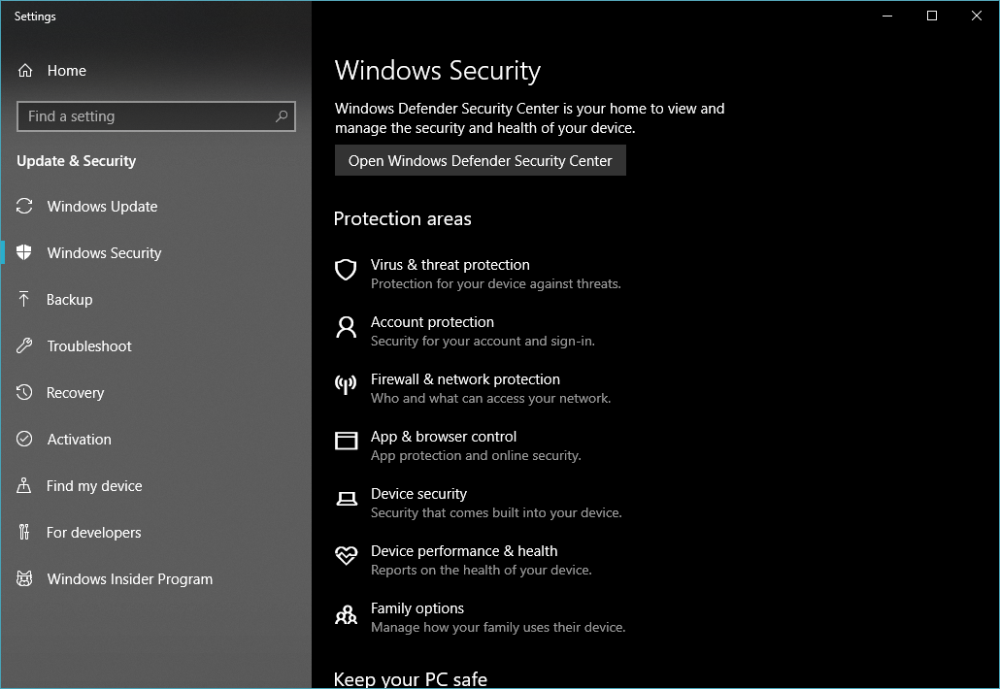 Settings
Home
Find a setting
Update & Security
Windows Update
Windows Security
Backup
Troubleshoot
Recovery
Activation
Find my device
For developers
Windows Insider Program
Windows Security
Windows Defender Security Center is your home to view and
manage the security and health of your device.
Open Windows Defender Security Center
Protection areas
Virus & threat protection
Protection for your device against threats.
Account protection
Security for your account and sign-in.
Firewall & network protection
Who and what can access your network.
App & browser control
App protection and online security.
Device security
Security that comes built into your device.
Device performance & health
Reports on the health of your device.
Family options
Manage how your family uses their device.
Keep your PC safe